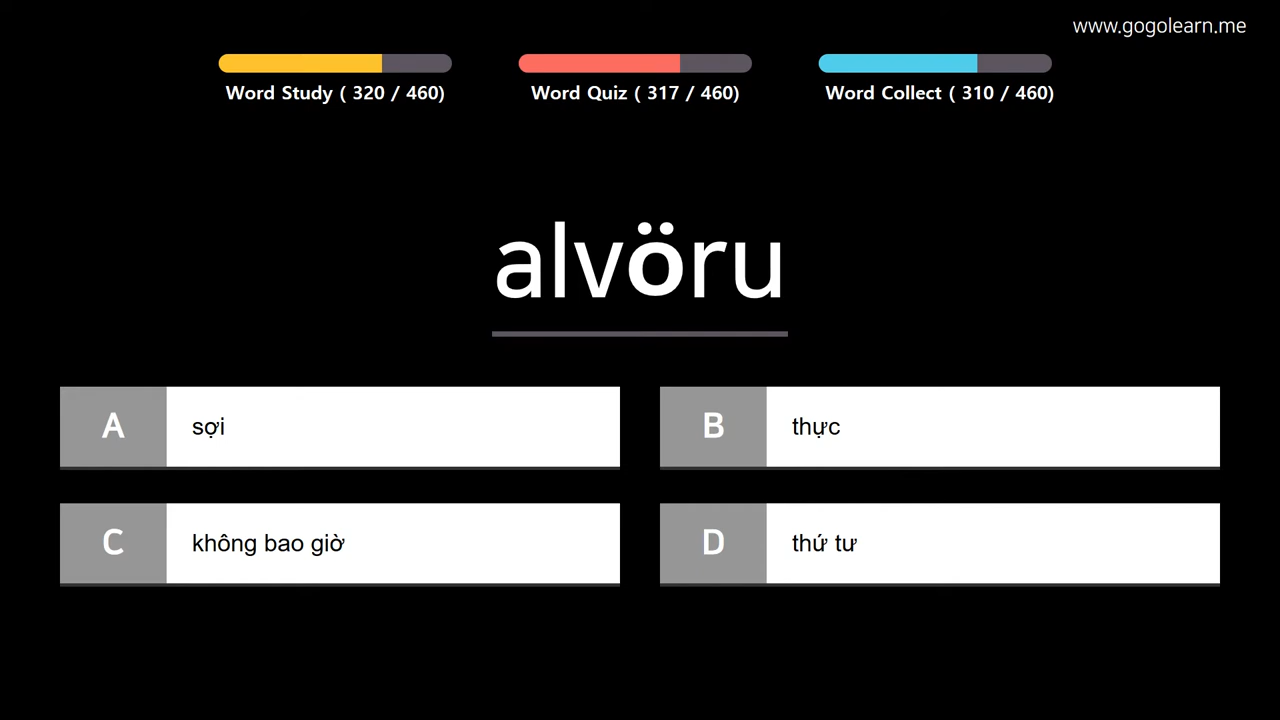 www.gogolearn.me
Word Study ( 320 / 460)
Word Quiz ( 317 / 460)
Word Collect ( 310 / 460)
alvöru
A sợi
B thực
C không bao giờ
D thứ tư